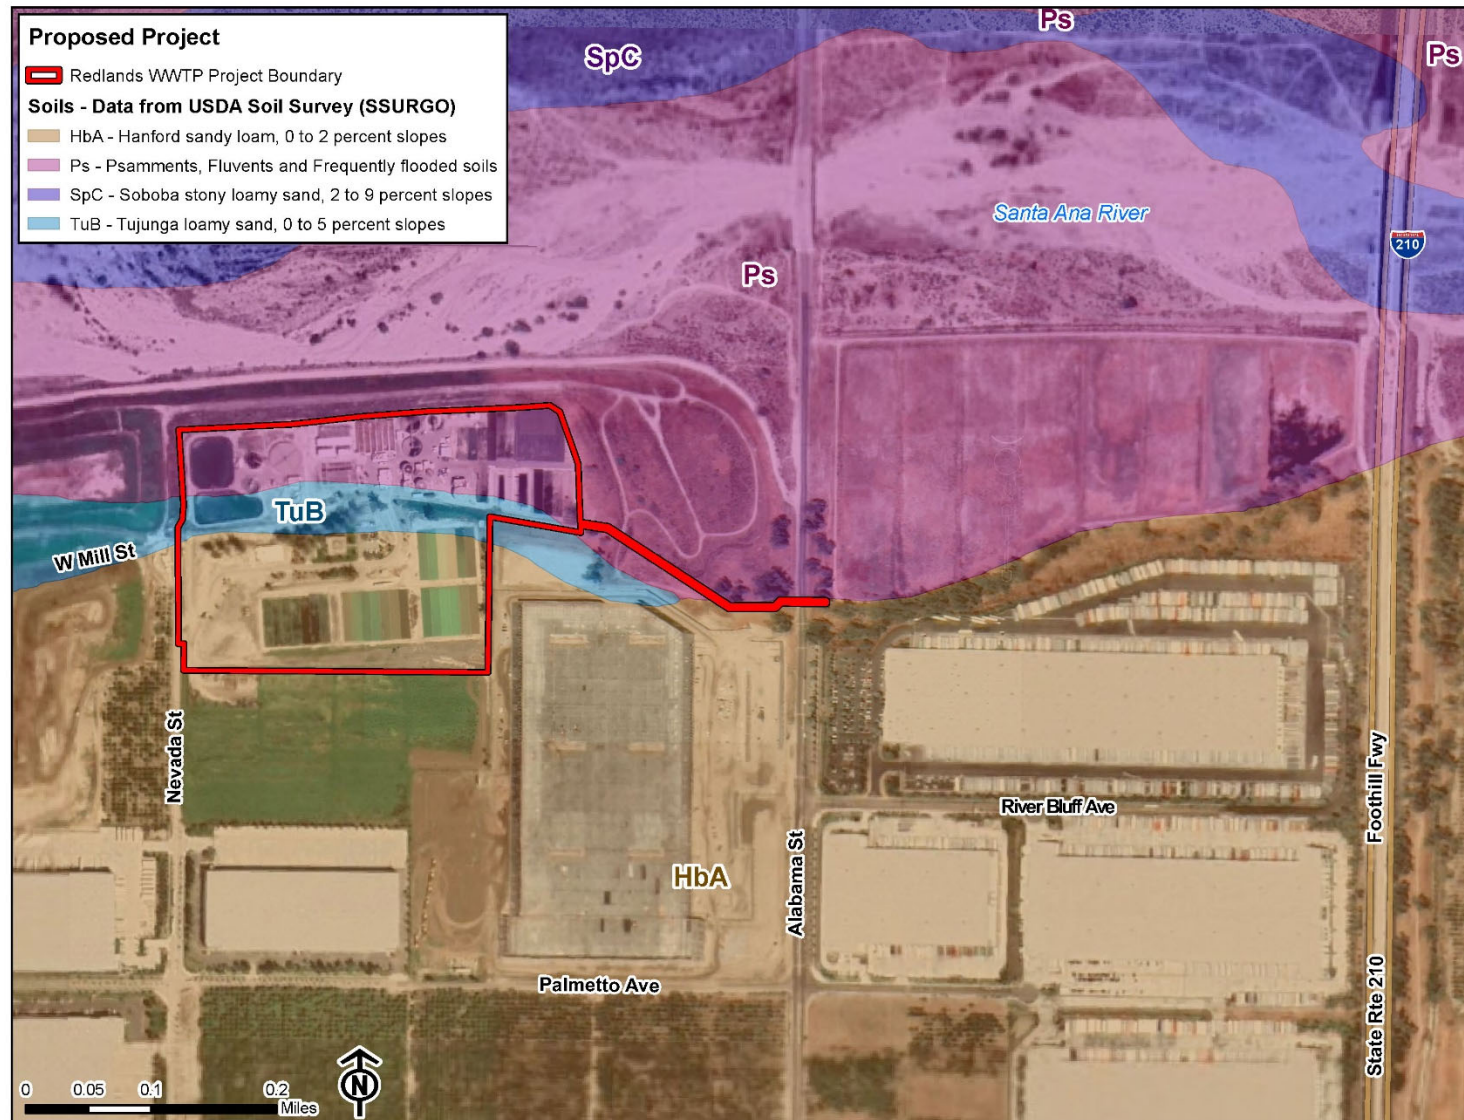 Proposed Project
Redlands WWTP Project Boundary
Soils - Data from USDA Soil Survey (SSURGO)
HbA - Hanford sandy loam, 0 to 2 percent slopes
Ps - Psamments, Fluvents and Frequently flooded soils
SpC - Soboba stony loamy sand, 2 to 9 percent slopes
TuB - Tujunga loamy sand, 0 to 5 percent slopes
Ps
SpC
Ps
Santa Ana River
210
Ps
TuB
W Mill St
Nevada St
Foothill Fwy
River Bluff Ave
Alabama St
HbA
Palmetto Ave
State Rte 210
N
0 0.05 0.1 0.2
Miles